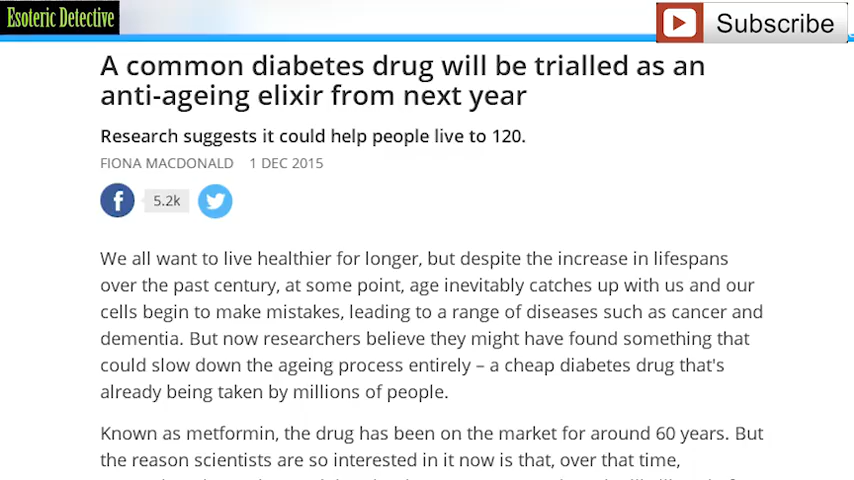 Esoteric Detective
Subscribe
A common diabetes drug will be trialled as an
anti-ageing elixir from next year
Research suggests it could help people live to 120.
FIONA MACDONALD 1 DEC 2015
f 5.2k
We all want to live healthier for longer, but despite the increase in lifespans
over the past century, at some point, age inevitably catches up with us and our
cells begin to make mistakes, leading to a range of diseases such as cancer and
dementia. But now researchers believe they might have found something that
could slow down the ageing process entirely – a cheap diabetes drug that's
already being taken by millions of people.
Known as metformin, the drug has been on the market for around 60 years. But
the reason scientists are so interested in it now is that, over that time,